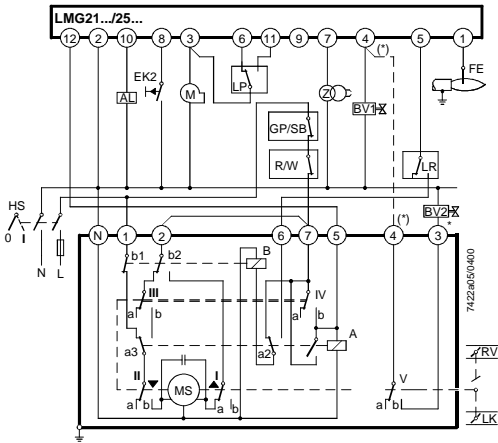 LMG21.../25...
12 2 10 8 3 6 11 9 7 4 (*) 5 1
FE
EK2
AL
M
LP
Z
BV1
GP/SB
R/W
LR
HS
0 I
N L
BV2
*
(*)
N 1 2 6 7 5 4 3
b1 b2 B
III
a b
IV
a b
A
a3
a2
II
I
MS
a b
a b
a b
V
a b
RV
LK
7422a05/0400